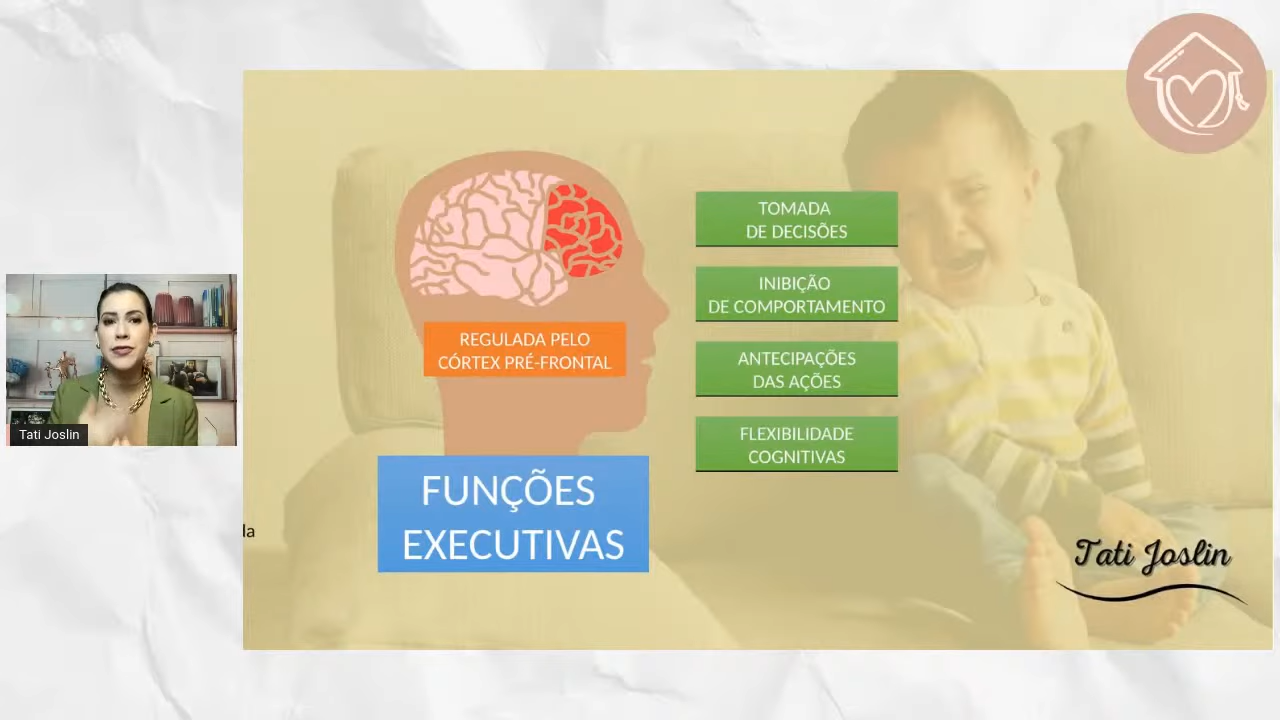 TOMADA
DE DECISÕES
INIBIÇÃO
DE COMPORTAMENTO
REGULADA PELO
CÓRTEX PRÉ-FRONTAL
ANTECIPAÇÕES
DAS AÇÕES
FLEXIBILIDADE
COGNITIVAS
Tati Joslin
FUNÇÕES
EXECUTIVAS
da
Tati Joslin